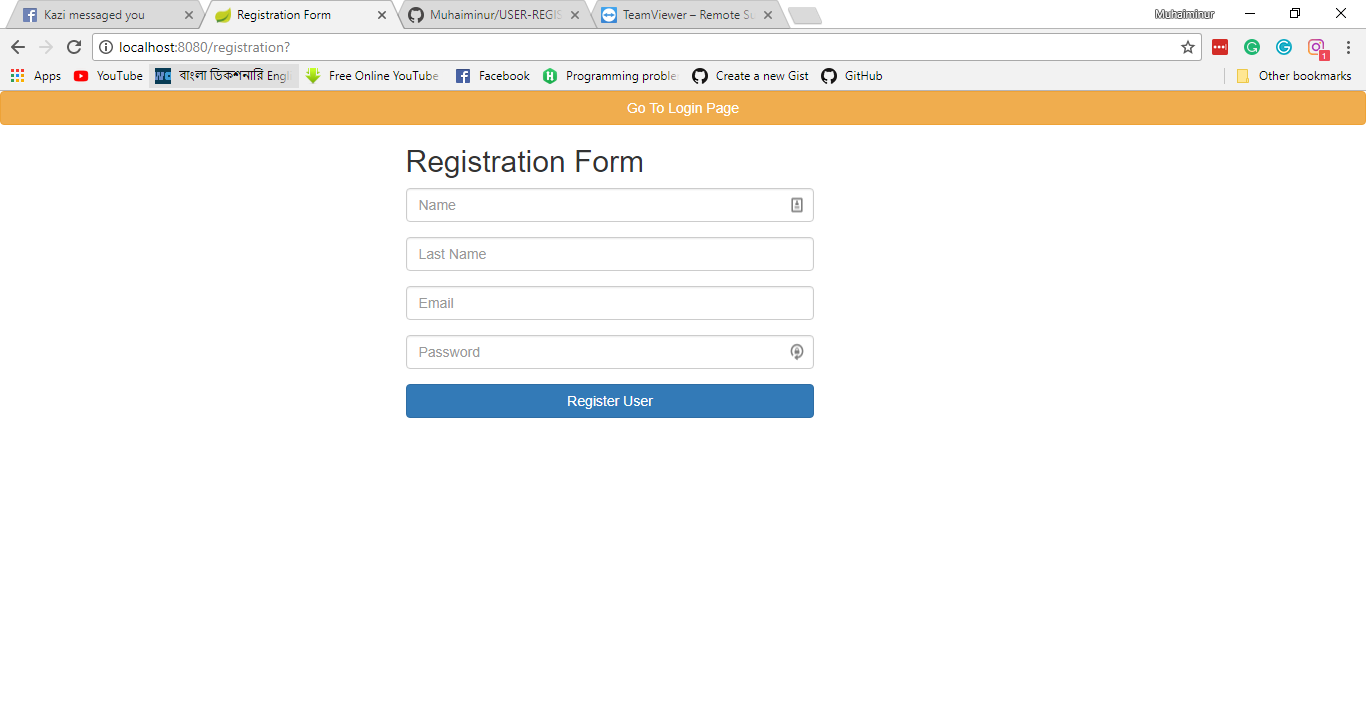 Kazi messaged you
Registration Form
Muhaiminur/USER-REGIS
TeamViewer – Remote Su
Muhaiminur
localhost:8080/registration?
1
Apps
YouTube
বাংলা ডিকশনারি Engli
Free Online YouTube
Facebook
Programming proble
Create a new Gist
GitHub
Other bookmarks
Go To Login Page
Registration Form
Name
Last Name
Email
Password
Register User